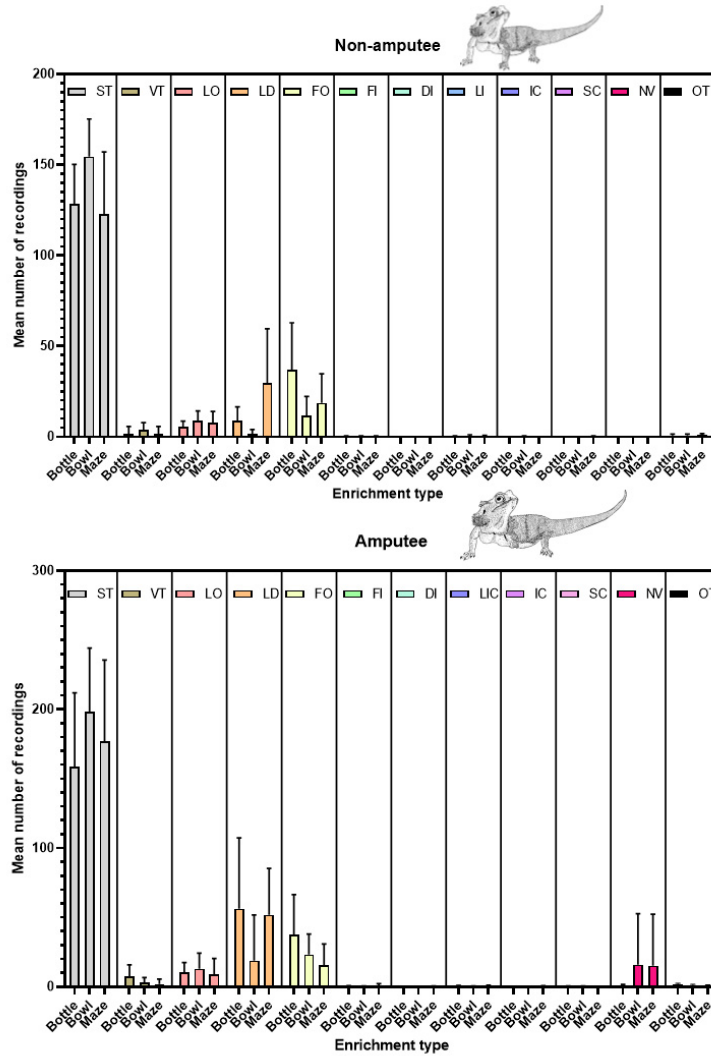 Non-amputee
Mean number of recordings
200
150
100
50
0
ST VT LO LD FO FI DI LI IC SC NV OT
Bottle Bowl Maze Bottle Bowl Maze Bottle Bowl Maze Bottle Bowl Maze Bottle Bowl Maze Bottle Bowl Maze Bottle Bowl Maze Bottle Bowl Maze Bottle Bowl Maze Bottle Bowl Maze Bottle Bowl Maze Bottle Bowl Maze
Enrichment type
Amputee
Mean number of recordings
300
200
100
0
ST VT LO LD FO FI DI LIC IC SC NV OT
Bottle Bowl Maze Bottle Bowl Maze Bottle Bowl Maze Bottle Bowl Maze Bottle Bowl Maze Bottle Bowl Maze Bottle Bowl Maze Bottle Bowl Maze Bottle Bowl Maze Bottle Bowl Maze Bottle Bowl Maze Bottle Bowl Maze
Enrichment type